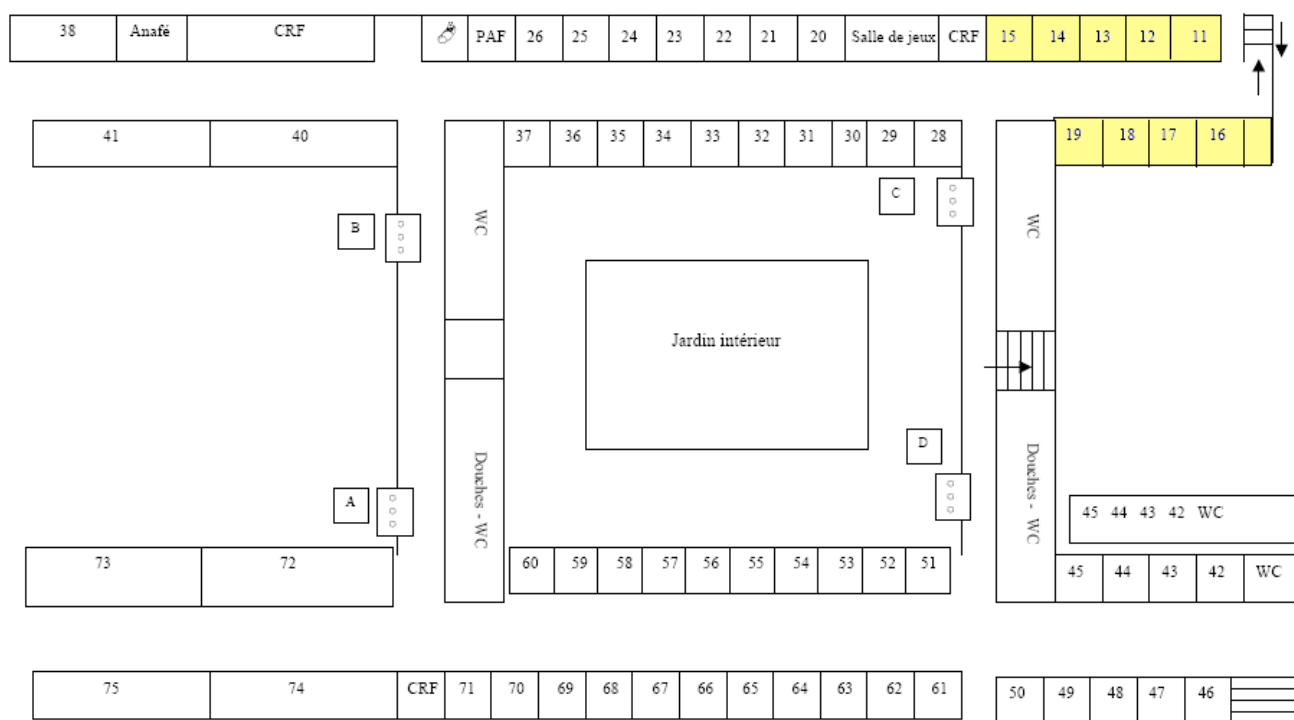 38 Anafé CRF PAF 26 25 24 23 22 21 20 Salle de jeux CRF 15 14 13 12 11
41 40 37 36 35 34 33 32 31 30 29 28 19 18 17 16
C
B
WC
WC
Jardin intérieur
D
A
Douches - WC
Douches - WC
45 44 43 42 WC
73 72 60 59 58 57 56 55 54 53 52 51 45 44 43 42 WC
75 74 CRF 71 70 69 68 67 66 65 64 63 62 61 50 49 48 47 46